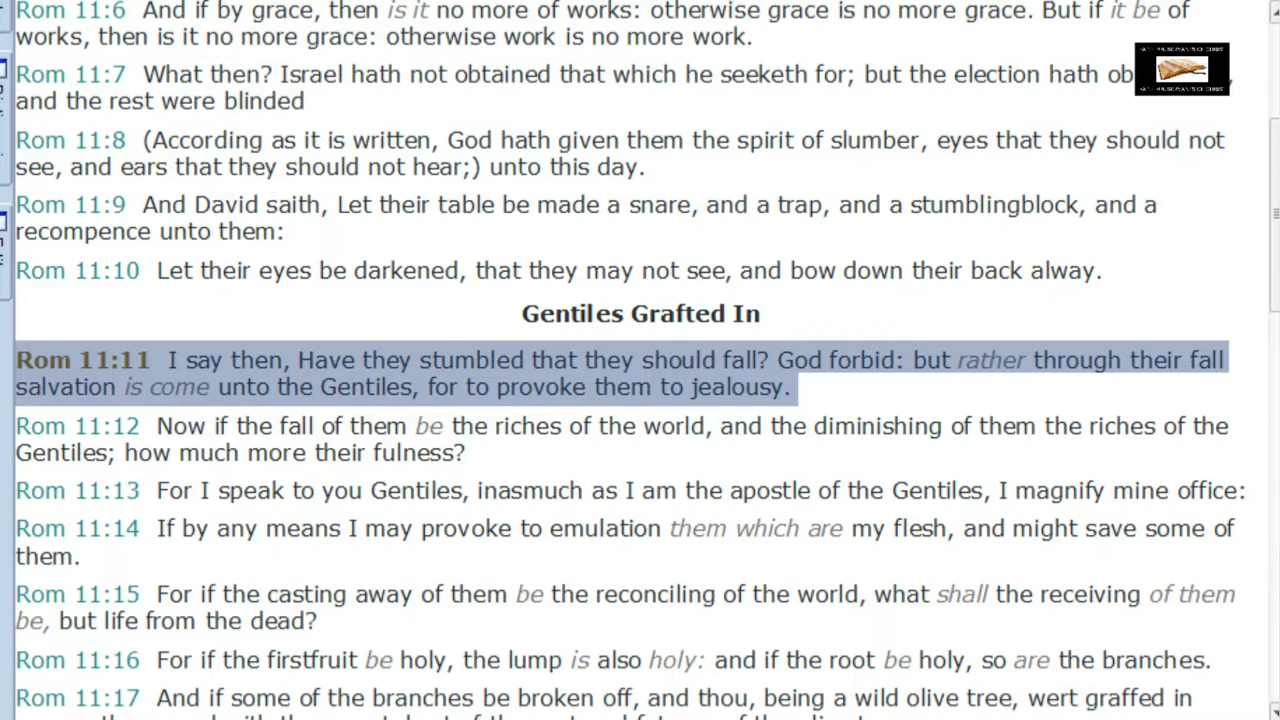 Rom 11:6 And if by grace, then is it no more of works: otherwise grace is no more grace. But if it be of
works, then is it no more grace: otherwise work is no more work.
Rom 11:7 What then? Israel hath not obtained that which he seeketh for; but the election hath
and the rest were blinded
Rom 11:8 (According as it is written, God hath given them the spirit of slumber, eyes that they should not
see, and ears that they should not hear;) unto this day.
Rom 11:9 And David saith, Let their table be made a snare, and a trap, and a stumblingblock, and a
recompence unto them:
Rom 11:10 Let their eyes be darkened, that they may not see, and bow down their back alway.
Gentiles Grafted In
Rom 11:11 I say then, Have they stumbled that they should fall? God forbid: but rather through their fall
salvation is come unto the Gentiles, for to provoke them to jealousy.
Rom 11:12 Now if the fall of them be the riches of the world, and the diminishing of them the riches of the
Gentiles; how much more their fulness?
Rom 11:13 For I speak to you Gentiles, inasmuch as I am the apostle of the Gentiles, I magnify mine office:
Rom 11:14 If by any means I may provoke to emulation them which are my flesh, and might save some of
them.
Rom 11:15 For if the casting away of them be the reconciling of the world, what shall the receiving of them
be, but life from the dead?
Rom 11:16 For if the firstfruit be holy, the lump is also holy: and if the root be holy, so are the branches.
Rom 11:17 And if some of the branches be broken off, and thou, being a wild olive tree, wert graffed in